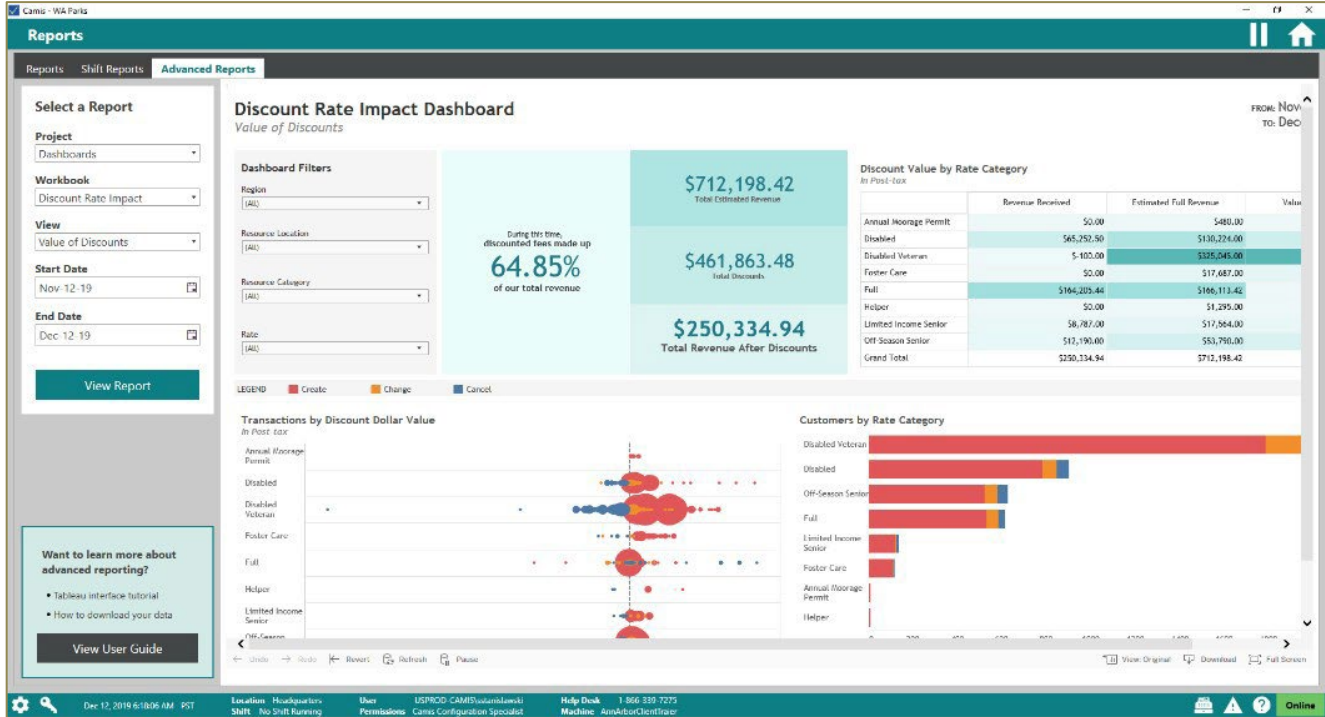 Camis - WA Parks
Reports
Reports Shift Reports Advanced Reports
Select a Report
Project
Dashboards
Workbook
Discount Rate Impact
View
Value of Discounts
Start Date
Nov-12-19
End Date
Dec-12-19
View Report
Want to learn more about
advanced reporting?
• Tableau interface tutorial
• How to download your data
View User Guide
Discount Rate Impact Dashboard
Value of Discounts
FROM: Nov
TO: Dec
Dashboard Filters
Region
(All)
Resource Location
(All)
Resource Category
(All)
Rate
(All)
During this time,
discounted fees made up
64.85%
of our total revenue
$712,198.42
Total Estimated Revenue
$461,863.48
Total Discounts
$250,334.94
Total Revenue After Discounts
Discount Value by Rate Category
In Post-tax
Revenue Received Estimated Full Revenue Value
Annual Moorage Permit $0.00 $480.00
Disabled $65,252.50 $130,224.00
Disabled Veteran $-100.00 $325,045.00
Foster Care $0.00 $17,687.00
Full $164,205.44 $166,113.42
Helper $0.00 $1,295.00
Limited Income Senior $8,787.00 $17,564.00
Off-Season Senior $12,190.00 $53,790.00
Grand Total $250,334.94 $712,198.42
LEGEND Create Change Cancel
Transactions by Discount Dollar Value
In Post tax
Annual Moorage
Permit
Disabled
Disabled
Veteran
Foster Care
Full
Helper
Limited Income
Senior
Off-Season
Customers by Rate Category
Disabled Veteran
Disabled
Off-Season Senior
Full
Limited Income
Senior
Foster Care
Annual Moorage
Permit
Helper
Undo Redo Revert Refresh Pause
View: Original Download Full Screen
Dec 12, 2019 6:18:06 AM PST
Location Headquarters
Shift No Shift Running
User USPROD-CAMIS\sstanislawski
Permissions Camis Configuration Specialist
Help Desk 1-866-339-7275
Machine AnnArborClientTraier
Online